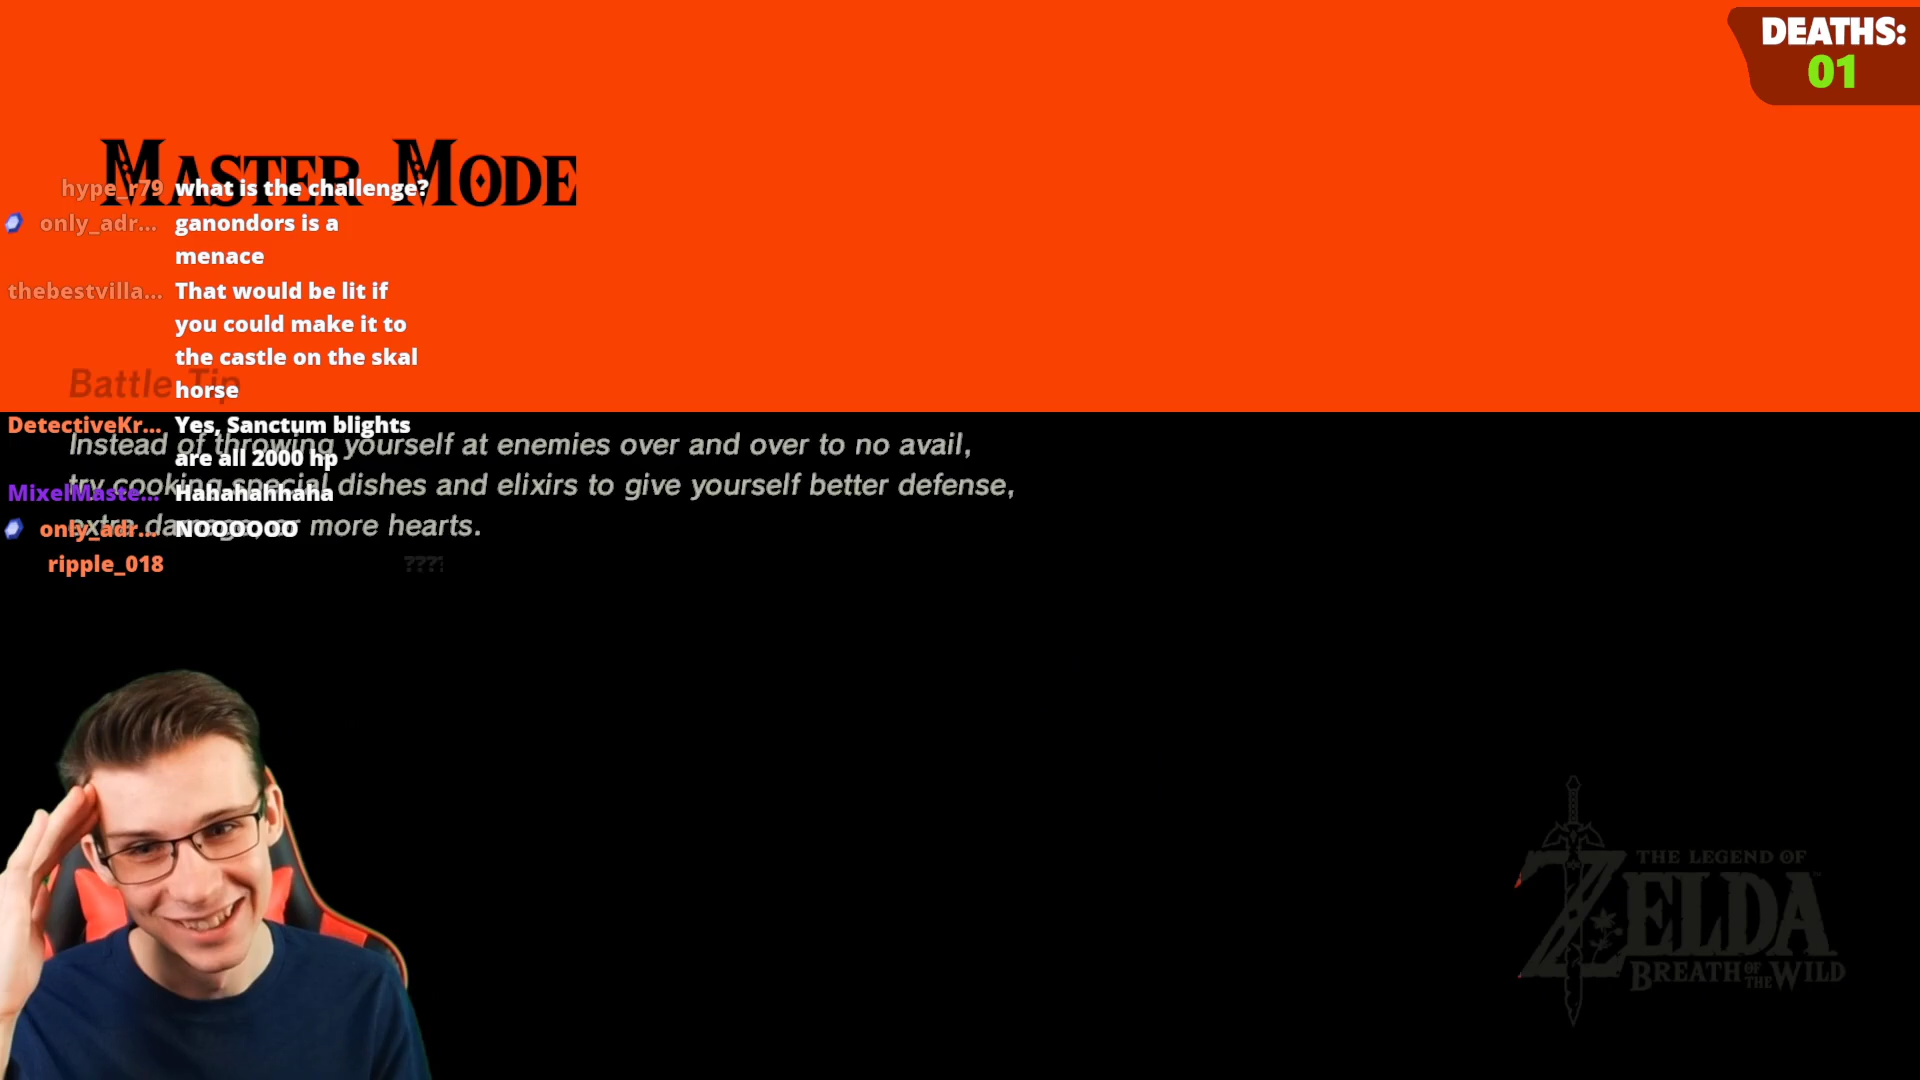 DEATHS:
01
MASTER MODE
hype_r79 what is the challenge?
only_adr... ganondors is a
menace
thebestvilla... That would be lit if
you could make it to
the castle on the skal
horse
Battle Tip
DetectiveKr... Yes, Sanctum blights
are all 2000 hp
Instead of throwing yourself at enemies over and over to no avail,
try cooking special dishes and elixirs to give yourself better defense,
extra damage, or more hearts.
MixelMaste... Hahahahhaha
only_adr... NOOOOOO
ripple_018 ????
THE LEGEND OF
ZELDA
BREATH OF THE WILD